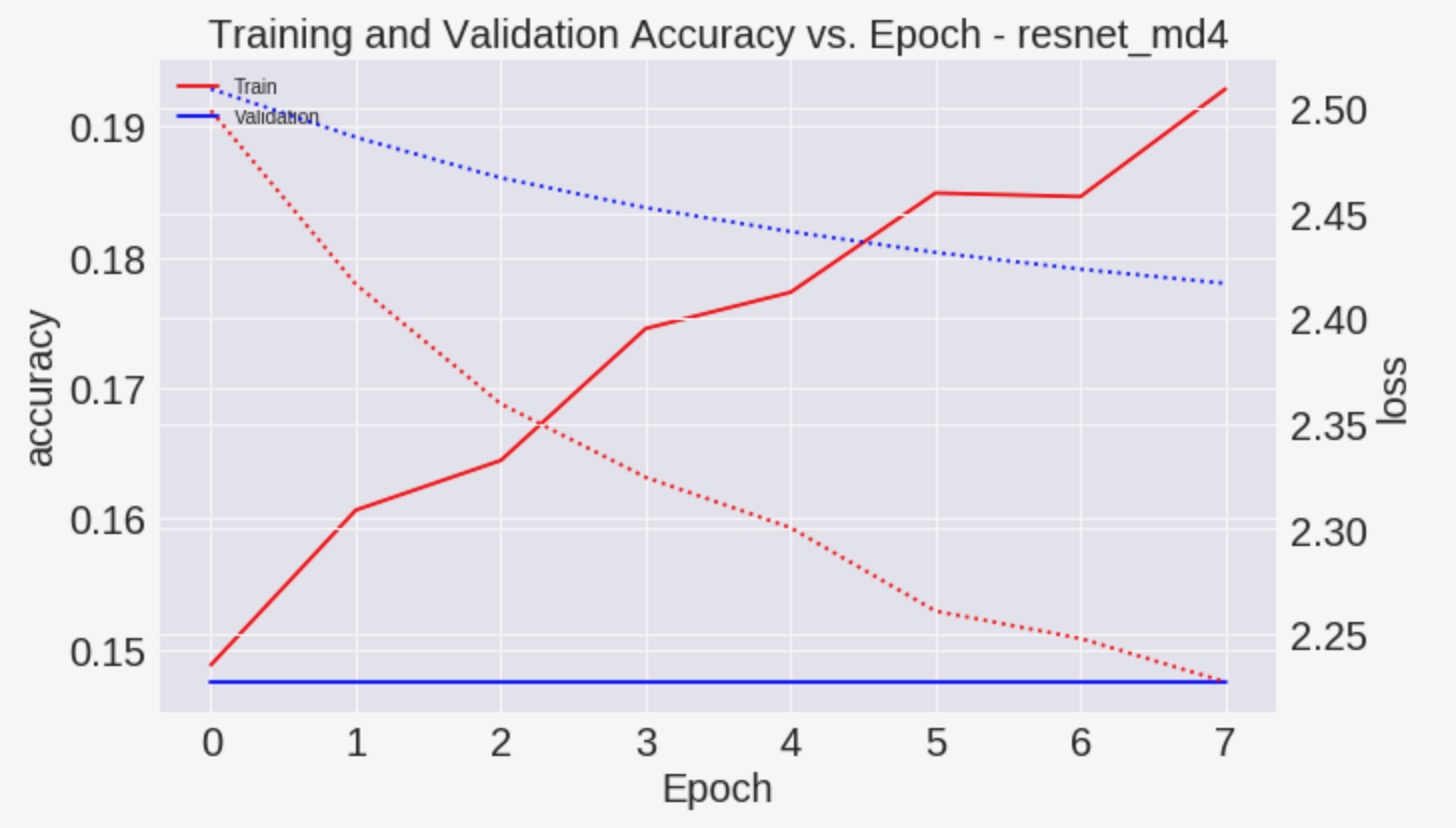 Training and Validation Accuracy vs. Epoch - resnet_md4
Train
Validation
0.19
0.18
0.17
0.16
0.15
accuracy
2.50
2.45
2.40
2.35
2.30
2.25
loss
0 1 2 3 4 5 6 7
Epoch